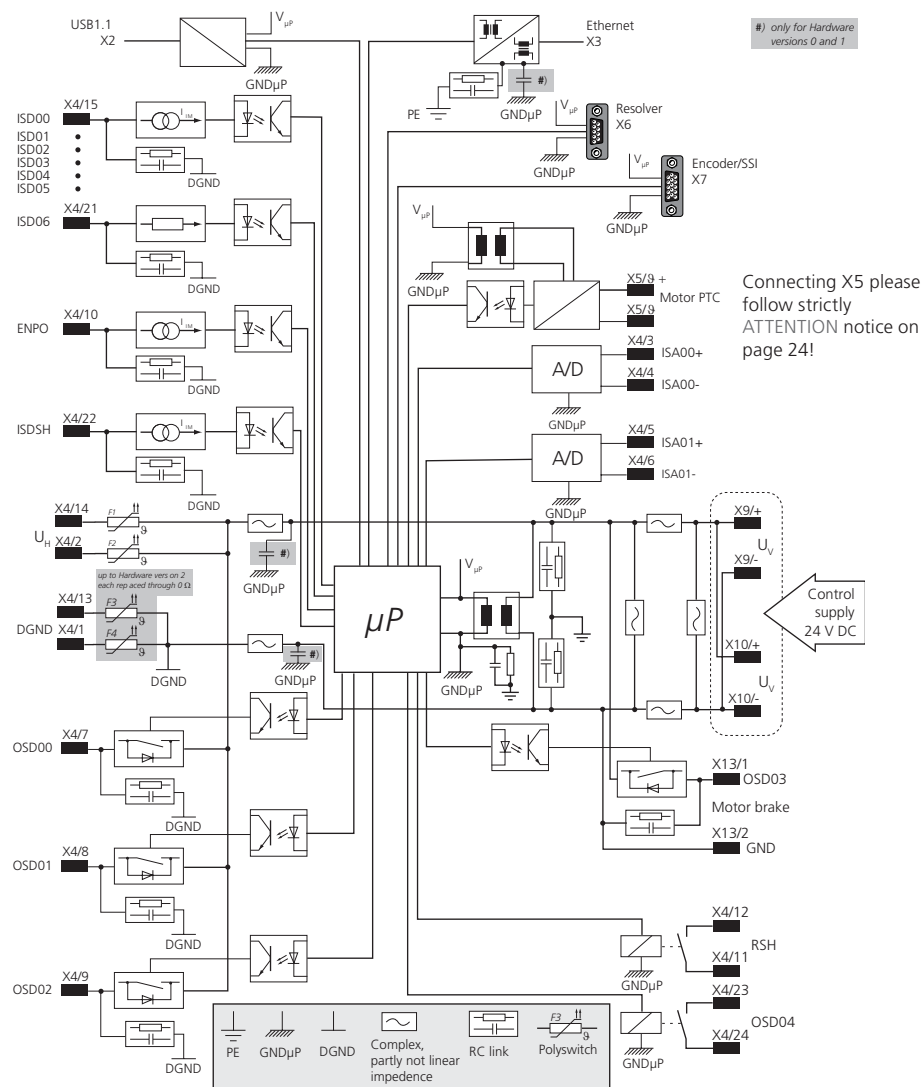 USB1.1
X2
VµP
GNDµP
Ethernet
X3
#) only for Hardware
versions 0 and 1
PE
#)
GNDµP
VµP
Resolver
X6
GNDµP
VµP
Encoder/SSI
X7
GNDµP
X4/15
ISD00
ISD01
ISD02
ISD03
ISD04
ISD05
IIM
DGND
X4/21
ISD06
DGND
VµP
GNDµP
X5/ϑ +
Motor PTC
X5/ϑ
Connecting X5 please
follow strictly
ATTENTION notice on
page 24!
X4/10
ENPO
IIM
DGND
A/D
X4/3
ISA00+
X4/4
ISA00-
GNDµP
X4/22
ISDSH
IIM
DGND
A/D
X4/5
ISA01+
X4/6
ISA01-
GNDµP
X4/14
F1
ϑ
UH
X4/2
F2
ϑ
#)
GNDµP
up to Hardware vers on 2
each rep aced through 0 Ω
X4/13
F3
ϑ
DGND
X4/1
F4
ϑ
DGND
#)
GNDµP
µP
VµP
GNDµP
X9/+
UV
X9/-
Control
supply
24 V DC
X10/+
UV
X10/-
X4/7
OSD00
DGND
X4/8
OSD01
DGND
X4/9
OSD02
DGND
X13/1
OSD03
Motor brake
X13/2
GND
X4/12
RSH
X4/11
GNDµP
X4/23
OSD04
X4/24
GNDµP
PE
GNDµP
DGND
Complex,
partly not linear
impedence
RC link
F3
ϑ
Polyswitch